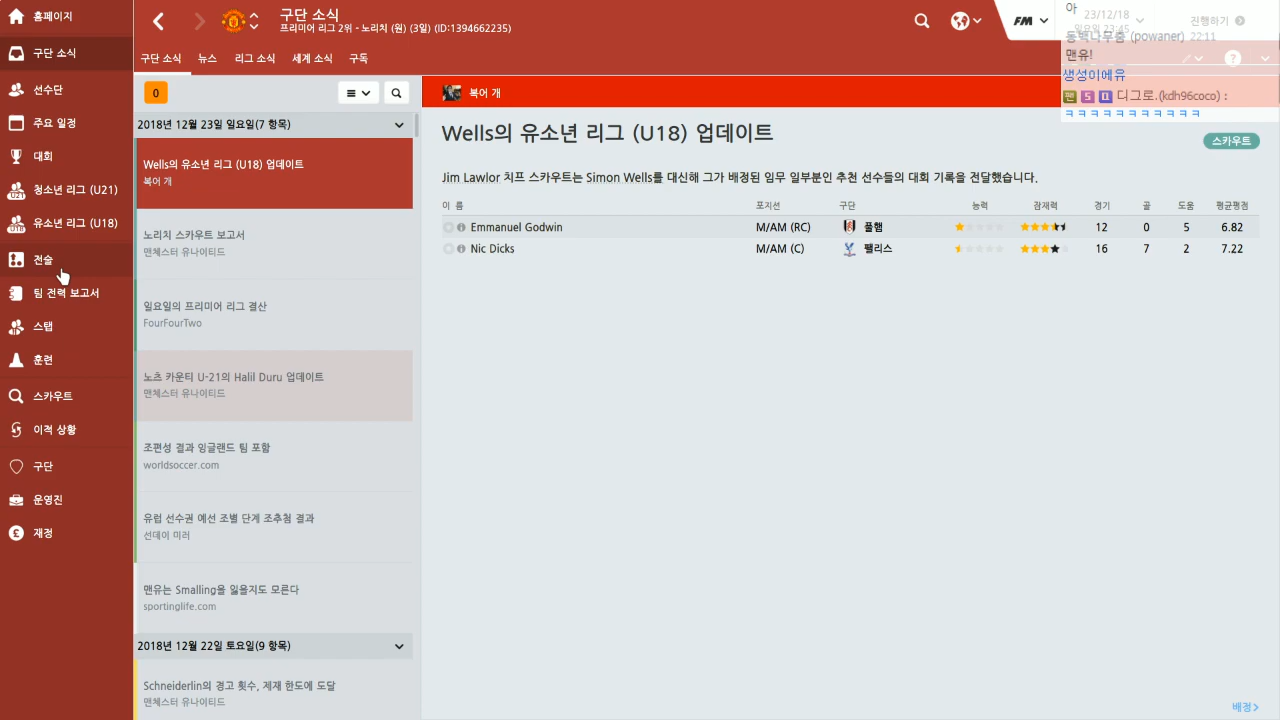 홈페이지
구단 소식
선수단
주요 일정
대회
청소년 리그 (U21)
유소년 리그 (U18)
전술
팀 전력 보고서
스탭
훈련
스카우트
이적 상황
구단
운영진
재정
구단 소식
프리미어 리그 2위 - 노리치 (원) (3일) (ID:1394662235)
구단 소식 뉴스 리그 소식 세계 소식 구독
FM
아
23/12/18
일요일 23:45
진행하기
동백나무춤 (powaner) 22:11
맨유!
생성이에유
팬 5 디그로.(kdh96coco) :
ㅋㅋㅋㅋㅋㅋㅋㅋㅋㅋㅋ
0
2018년 12월 23일 일요일(7 항목)
Wells의 유소년 리그 (U18) 업데이트
복어 개
노리치 스카우트 보고서
맨체스터 유나이티드
일요일의 프리미어 리그 결산
FourFourTwo
노츠 카운티 U-21의 Halil Duru 업데이트
맨체스터 유나이티드
조편성 결과 잉글랜드 팀 포함
worldsoccer.com
유럽 선수권 예선 조별 단계 조추첨 결과
선데이 미러
맨유는 Smalling을 잃을지도 모른다
sportinglife.com
2018년 12월 22일 토요일(9 항목)
Schneiderlin의 경고 횟수, 제재 한도에 도달
맨체스터 유나이티드
복어 개
Wells의 유소년 리그 (U18) 업데이트
스카우트
Jim Lawlor 치프 스카우트는 Simon Wells를 대신해 그가 배정된 임무 일부분인 추천 선수들의 대회 기록을 전달했습니다.
이 름 포지션 구단 능력 잠재력 경기 골 도움 평균평점
Emmanuel Godwin M/AM (RC) 풀햄 12 0 5 6.82
Nic Dicks M/AM (C) 팰리스 16 7 2 7.22
배정>